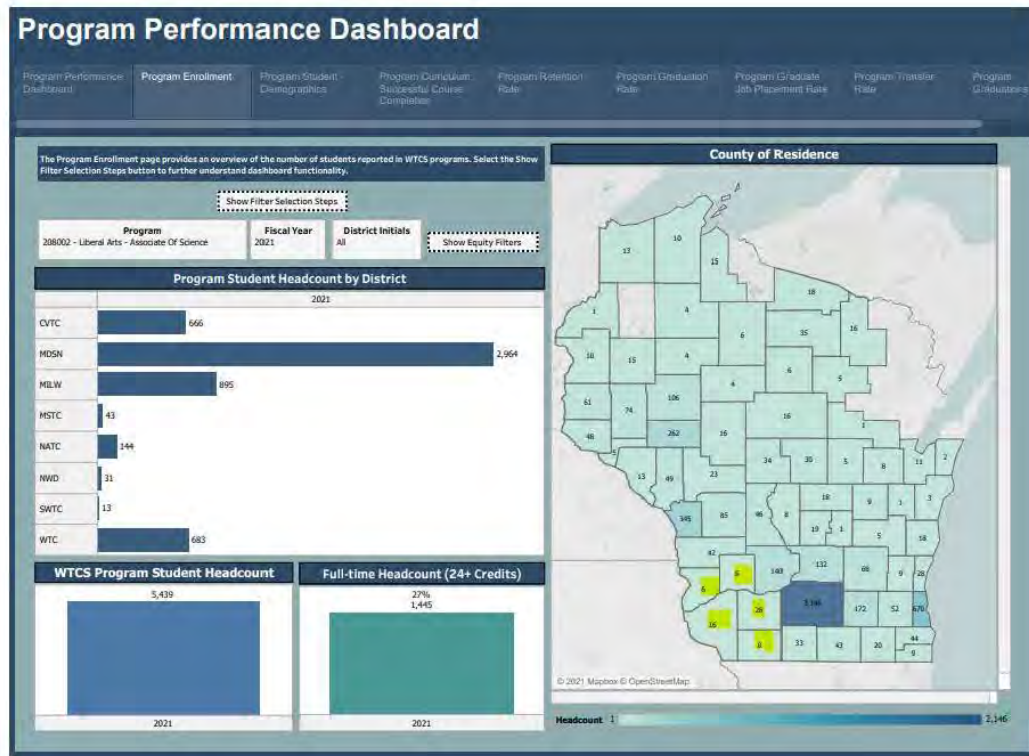 Program Performance Dashboard
Program Performance Dashboard
Program Enrollment
Program Student Demographics
Program Curriculum Successful Course Completion
Program Retention Rate
Program Graduation Rate
Program Graduate Job Placement Rate
Program Transfer Rate
Program Graduations
The Program Enrollment page provides an overview of the number of students reported in WTCS programs. Select the Show
Filter Selection Steps button to further understand dashboard functionality.
Show Filter Selection Steps
Program
208002 - Liberal Arts - Associate Of Science
Fiscal Year
2021
District Initials
All
Show Equity Filters
Program Student Headcount by District
2021
CVTC 666
MDSN 2,964
MILW 895
MSTC 43
NATC 144
NWD 31
SWTC 13
WTC 683
WTCS Program Student Headcount
5,439
2021
Full-time Headcount (24+ Credits)
27%
1,445
2021
County of Residence
13 10 15
18
1 4 6 35 16
15 4 6 5
61 74 106 4
16 1
48 262 16
5 34 30 5 8 11 2
13 49 23
345 85 46 8 18 9 1 3
19 1 5 18
42 132 68 9 28
6 6
16 26 172 52 670
33 43 20 44
9
© 2021 Mapbox © OpenStreetMap
Headcount 1 2,146